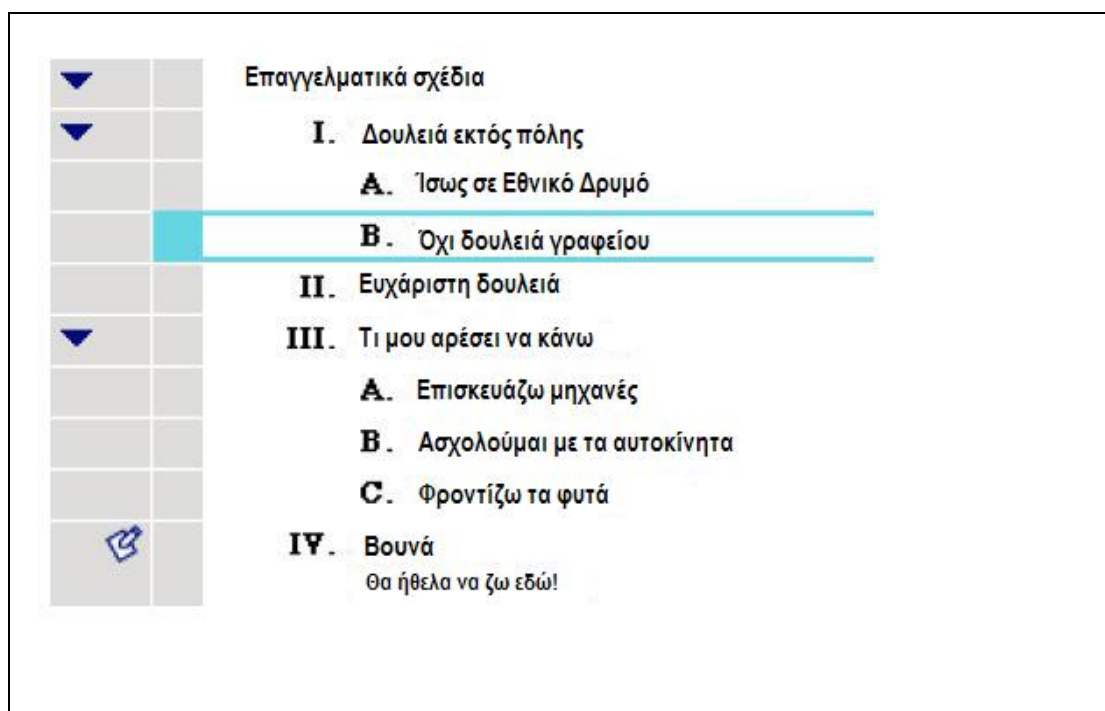 Επαγγελματικά σχέδια
I. Δουλειά εκτός πόλης
A. Ίσως σε Εθνικό Δρυμό
B. Όχι δουλειά γραφείου
II. Ευχάριστη δουλειά
III. Τι μου αρέσει να κάνω
A. Επισκευάζω μηχανές
B. Ασχολούμαι με τα αυτοκίνητα
C. Φροντίζω τα φυτά
IV. Βουνά
Θα ήθελα να ζω εδώ!